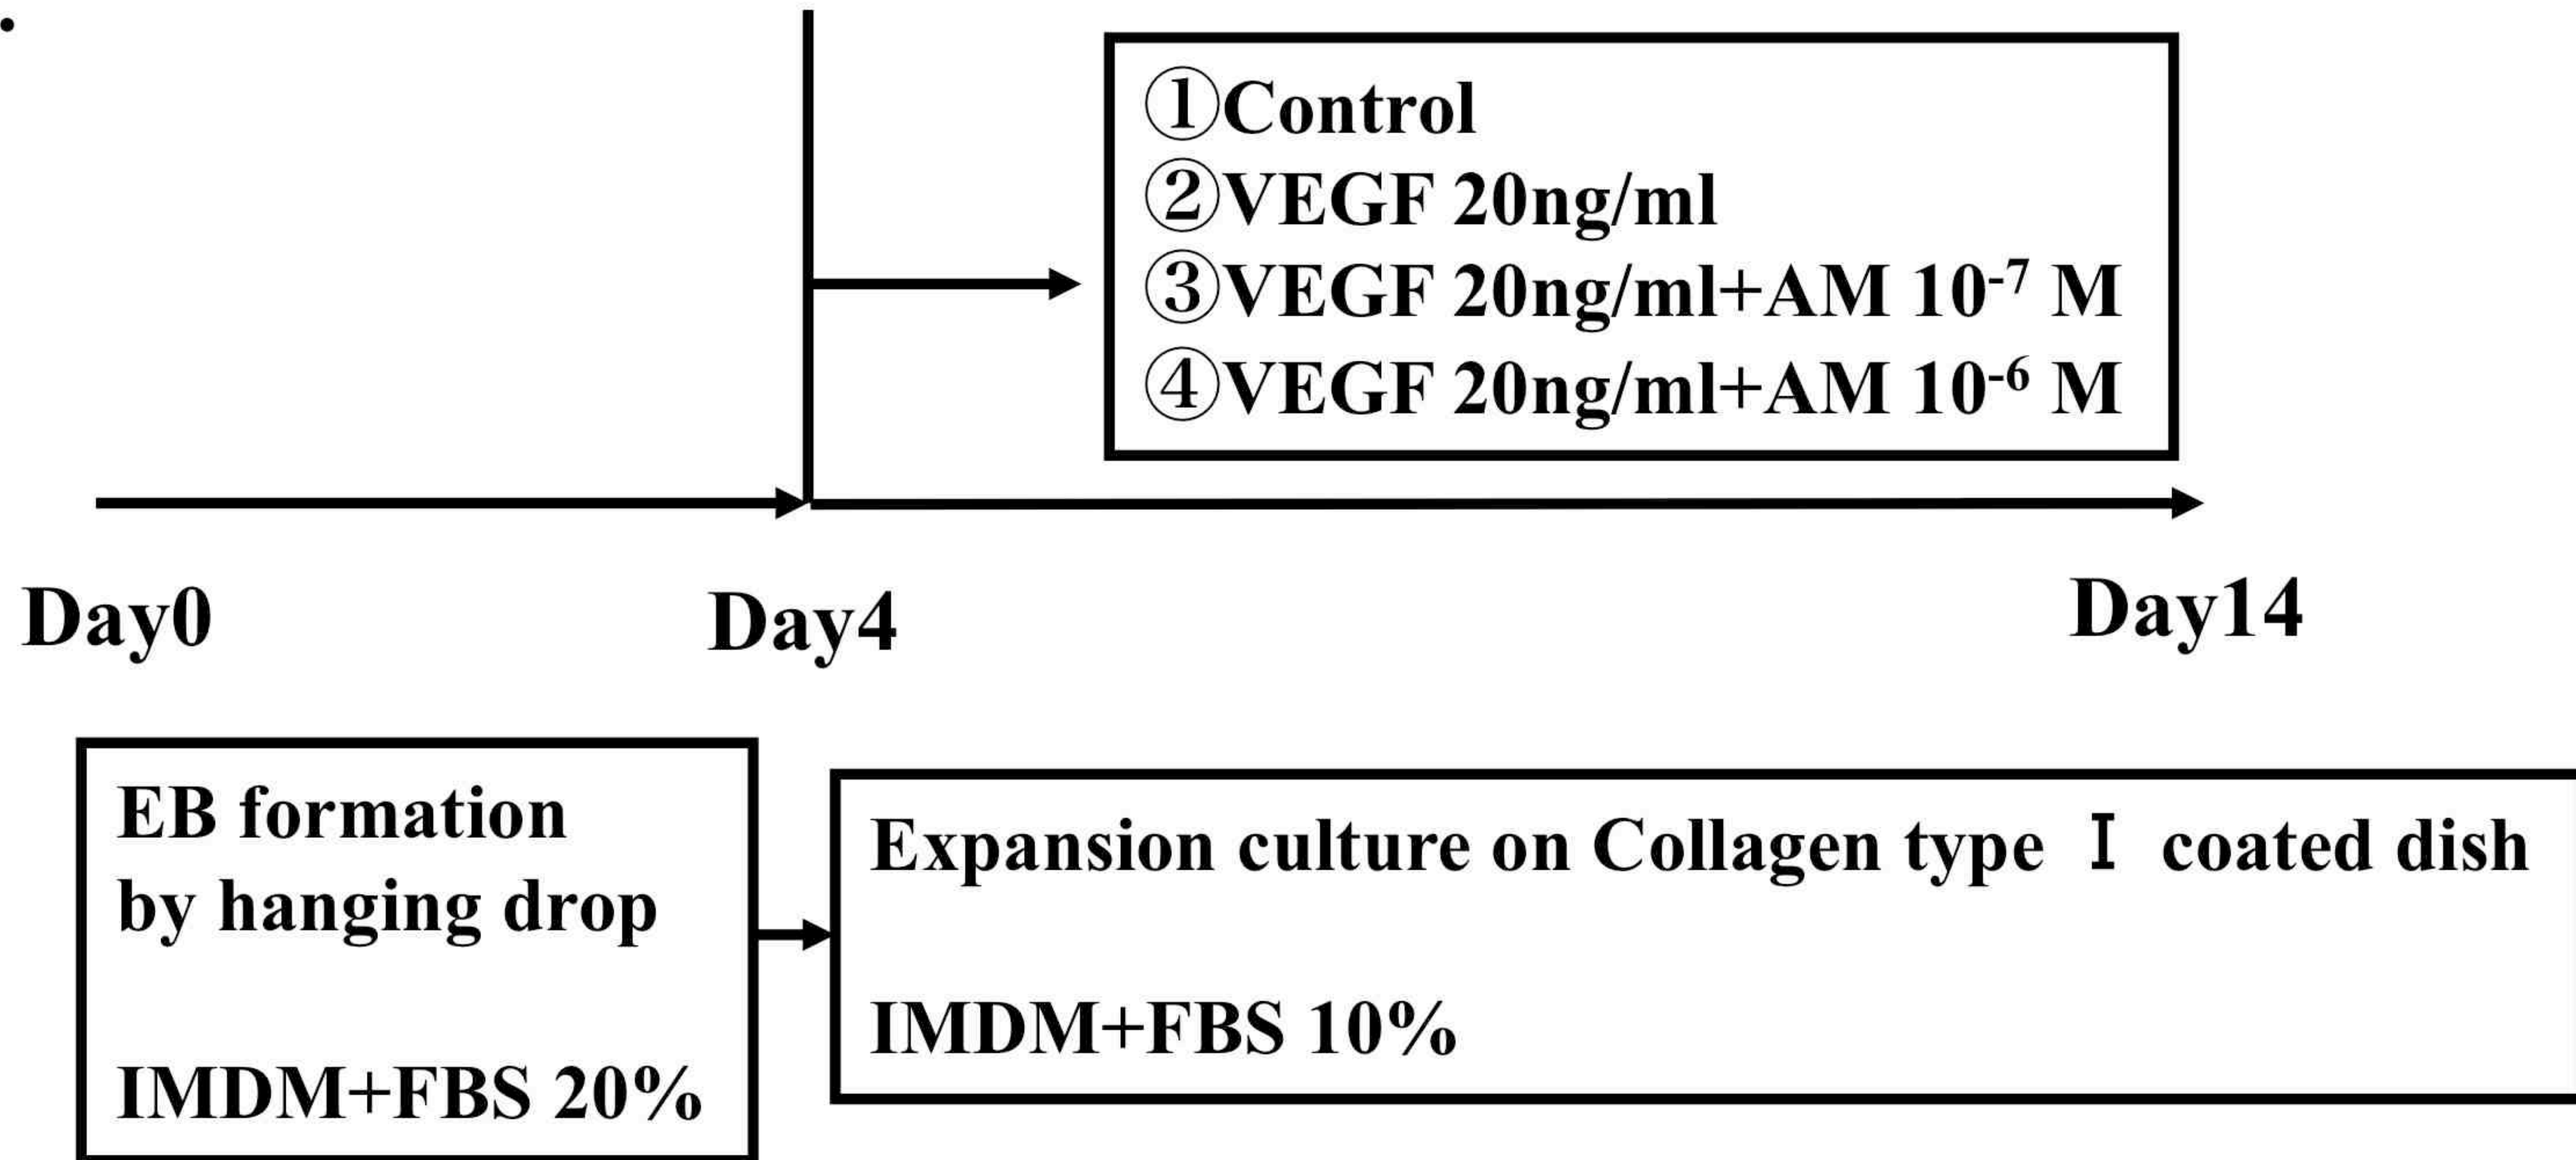 ①Control
②VEGF 20ng/ml
③VEGF 20ng/ml+AM 10⁻⁷ M
④VEGF 20ng/ml+AM 10⁻⁶ M
Day0
Day4
Day14
EB formation
by hanging drop
IMDM+FBS 20%
Expansion culture on Collagen type Ⅰ coated dish
IMDM+FBS 10%